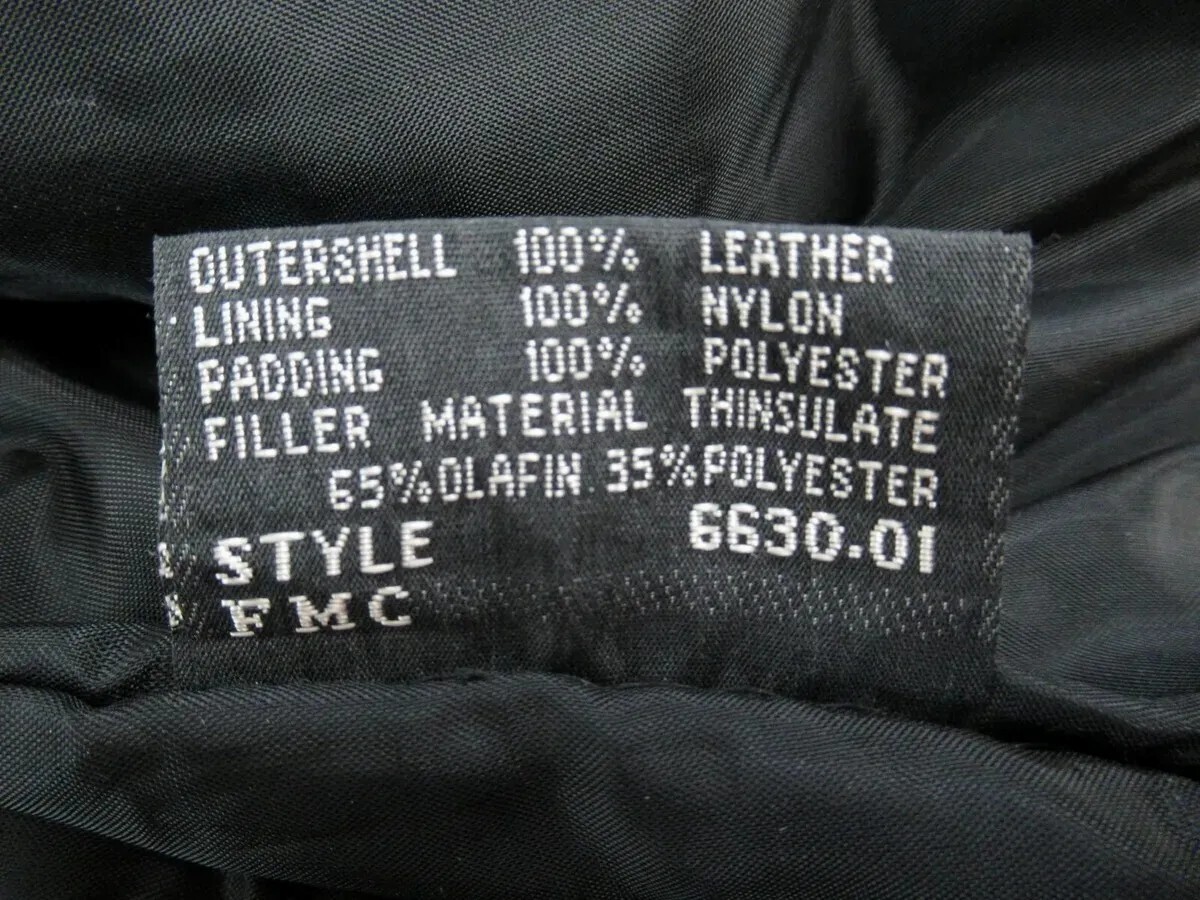 OUTERSHELL 100% LEATHER
LINING 100% NYLON
PADDING 100% POLYESTER
FILLER MATERIAL THINSULATE
65% OLAFIN 35% POLYESTER
STYLE 6630-01
FMC